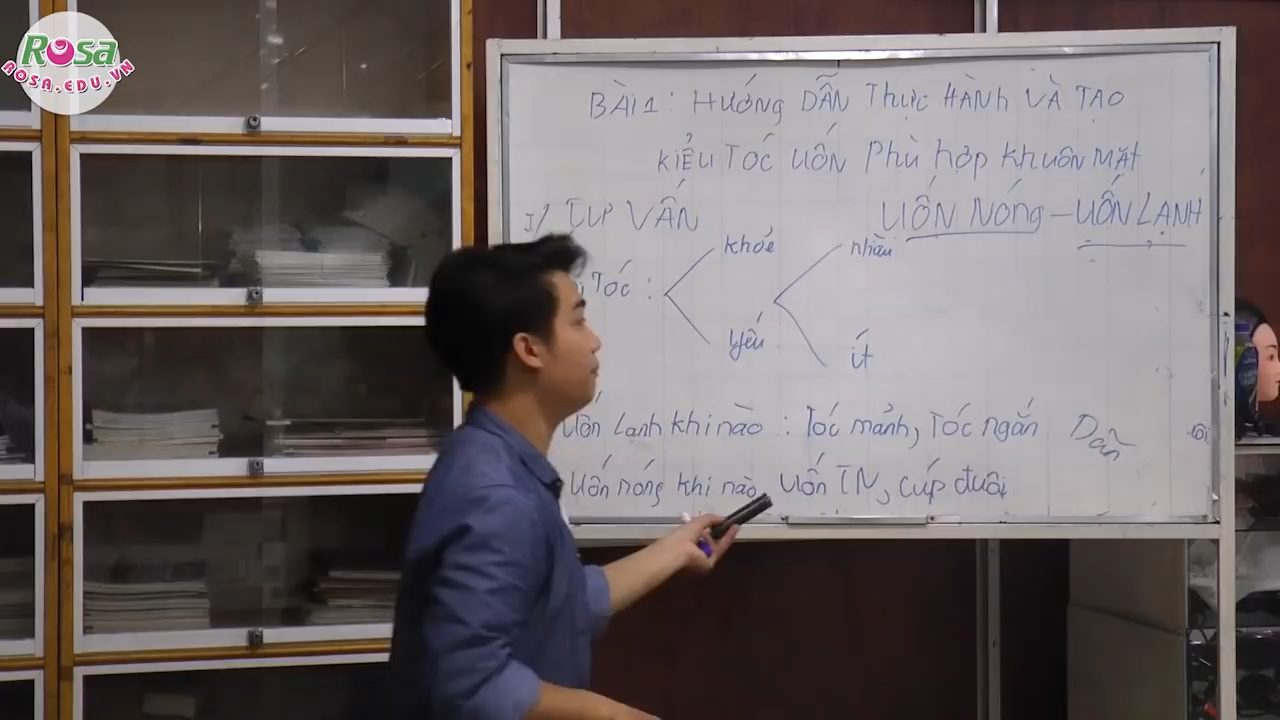 Rosa
ROSA.EDU.VN
BÀI 1 : HƯỚNG DẪN THỰC HÀNH VÀ TẠO
KIỂU TÓC UỐN PHÙ HỢP KHUÔN MẶT
I/ TƯ VẤN
UỐN NÓNG – UỐN LẠNH
khỏe
nhiều
TÓC :
yếu
ít
Uốn Lạnh khi nào : Tóc mảnh, Tóc ngắn
Dãn
Uốn nóng khi nào Uốn TN, cúp đuôi